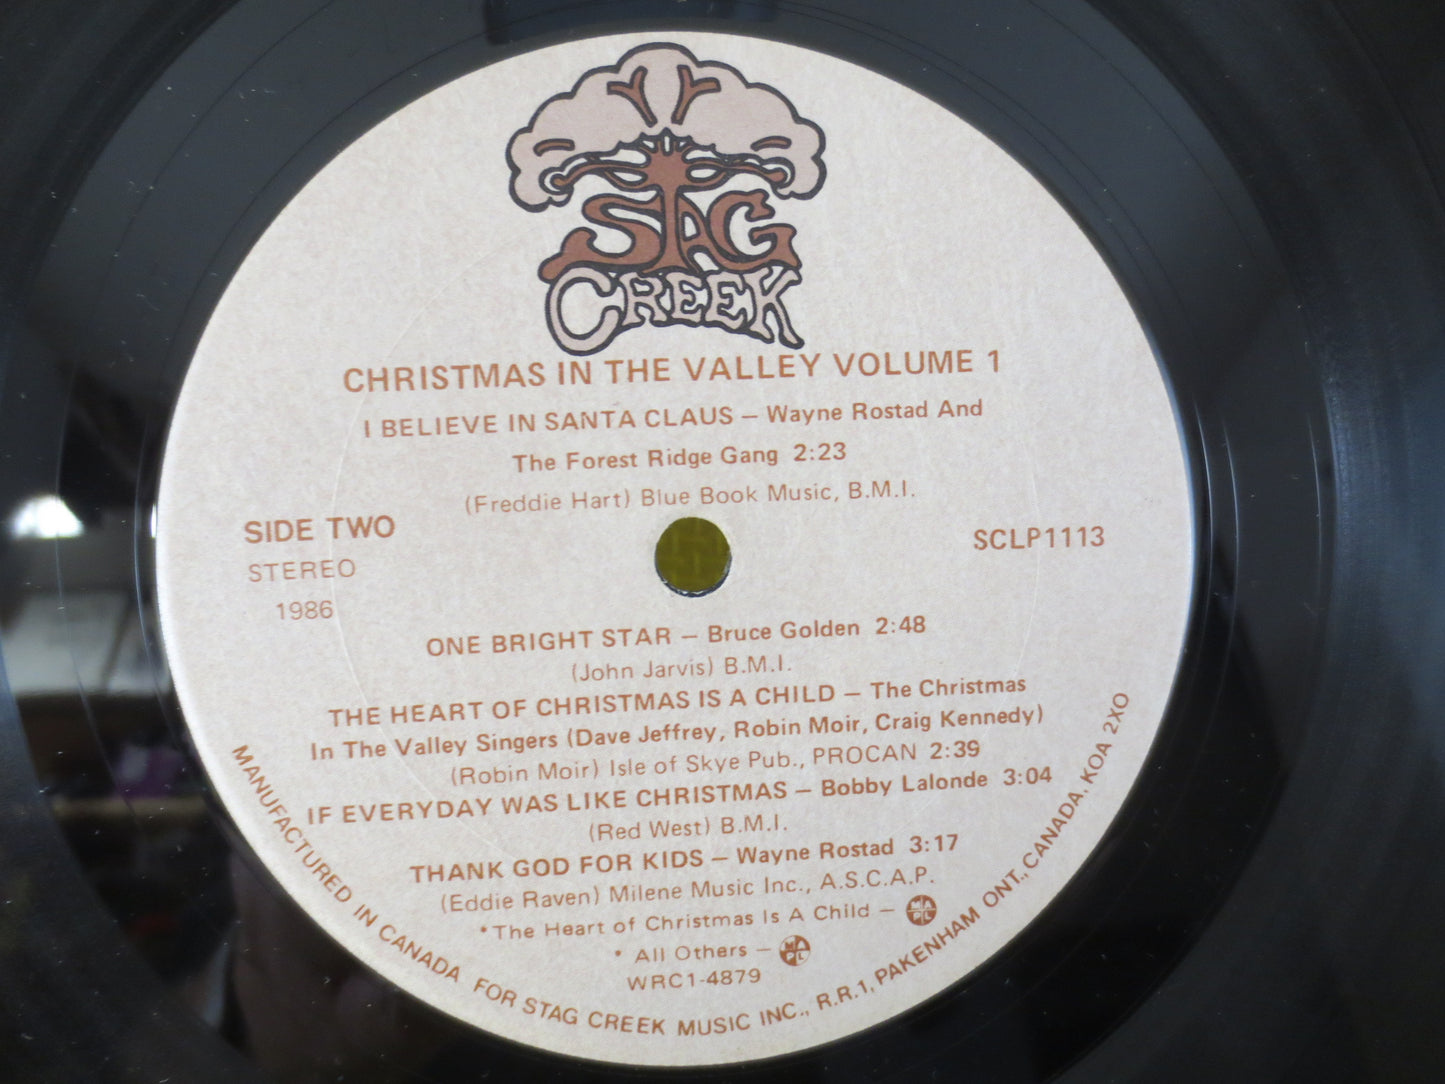 STAG
CREEK
CHRISTMAS IN THE VALLEY VOLUME 1
I BELIEVE IN SANTA CLAUS – Wayne Rostad And
The Forest Ridge Gang 2:23
(Freddie Hart) Blue Book Music, B.M.I.
SIDE TWO
STEREO
1986
SCLP1113
ONE BRIGHT STAR – Bruce Golden 2:48
(John Jarvis) B.M.I.
THE HEART OF CHRISTMAS IS A CHILD – The Christmas
In The Valley Singers (Dave Jeffrey, Robin Moir, Craig Kennedy)
(Robin Moir) Isle of Skye Pub., PROCAN 2:39
IF EVERYDAY WAS LIKE CHRISTMAS – Bobby Lalonde 3:04
(Red West) B.M.I.
THANK GOD FOR KIDS – Wayne Rostad 3:17
(Eddie Raven) Milene Music Inc., A.S.C.A.P.
*The Heart of Christmas Is A Child – MAPL
* All Others – MAPL
WRC1-4879
MANUFACTURED IN CANADA FOR STAG CREEK MUSIC INC., R.R.1, PAKENHAM ONT., CANADA, KOA 2XO